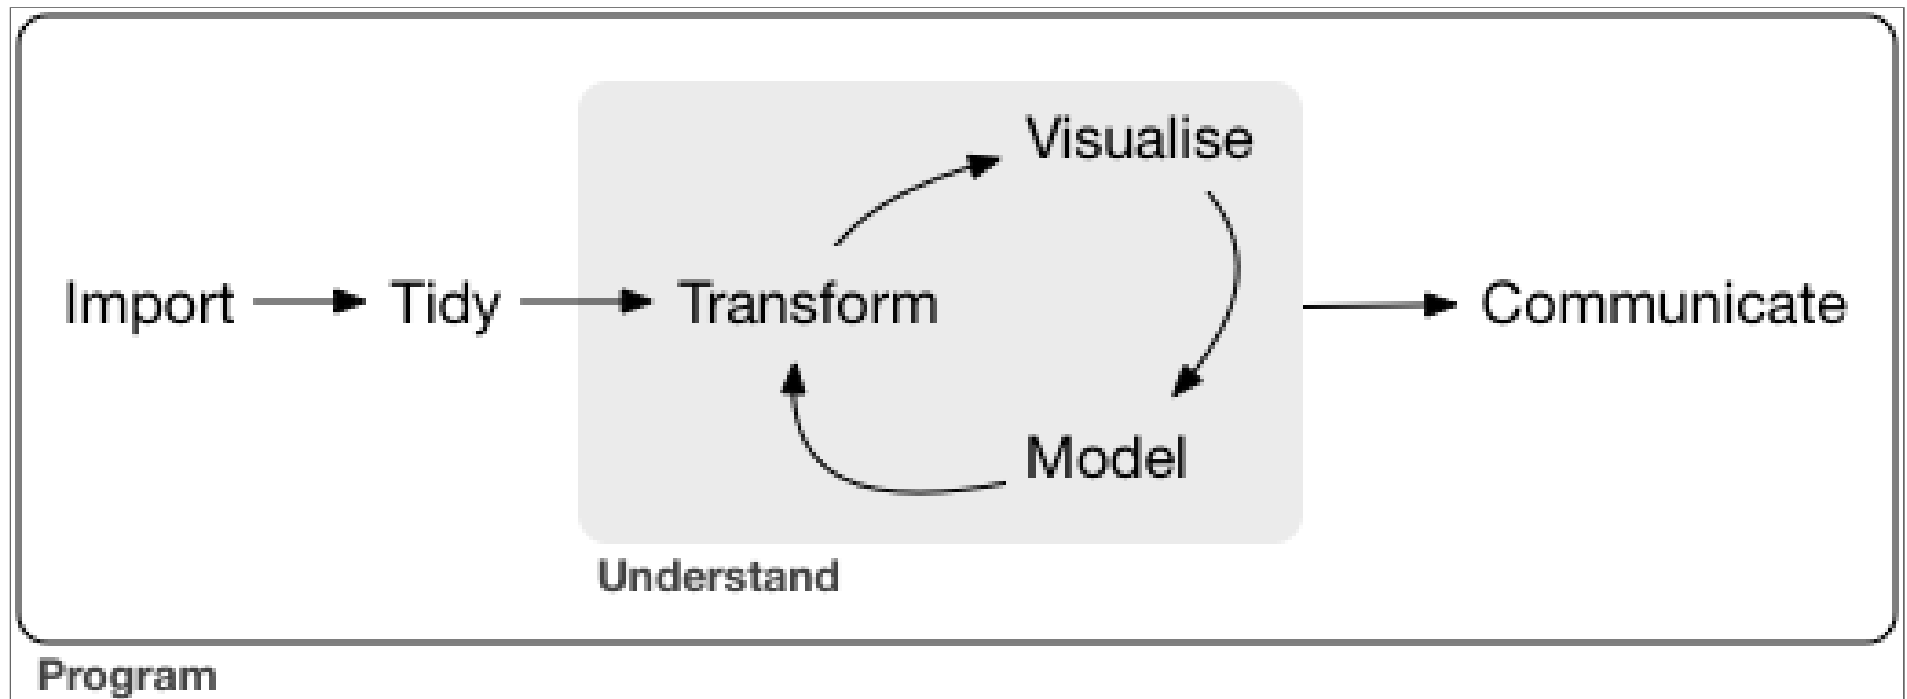 Visualise
Import Tidy Transform Communicate
Model
Understand
Program